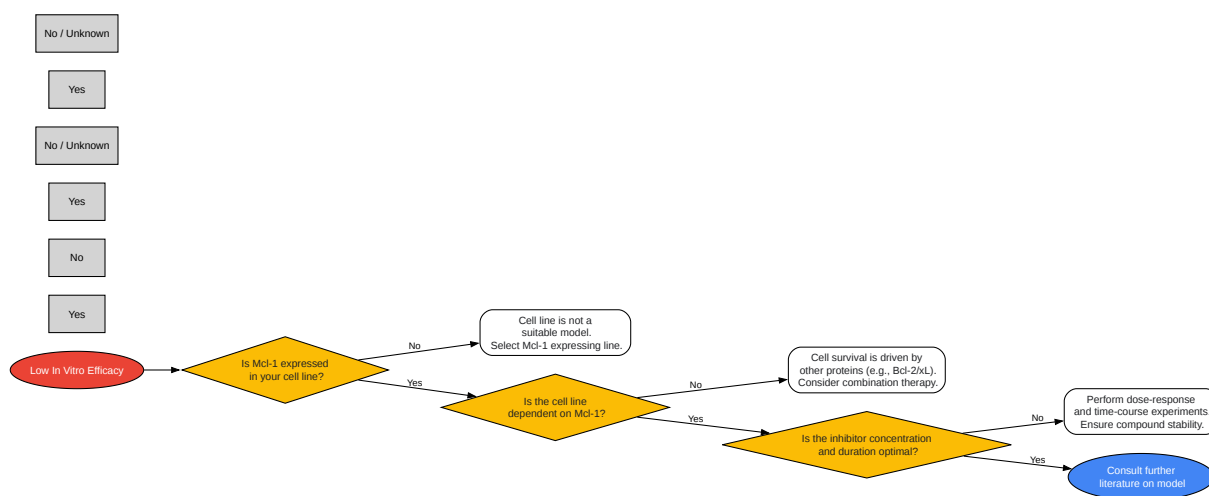 No / Unknown
Yes
No / Unknown
Yes
No
Yes
Low In Vitro Efficacy
Is Mcl-1 expressed
in your cell line?
No
Yes
Cell line is not a
suitable model.
Select Mcl-1 expressing line.
Is the cell line
dependent on Mcl-1?
No
Yes
Cell survival is driven by
other proteins (e.g., Bcl-2/xL).
Consider combination therapy.
Is the inhibitor concentration
and duration optimal?
No
Yes
Perform dose-response
and time-course experiments.
Ensure compound stability.
Consult further
literature on model